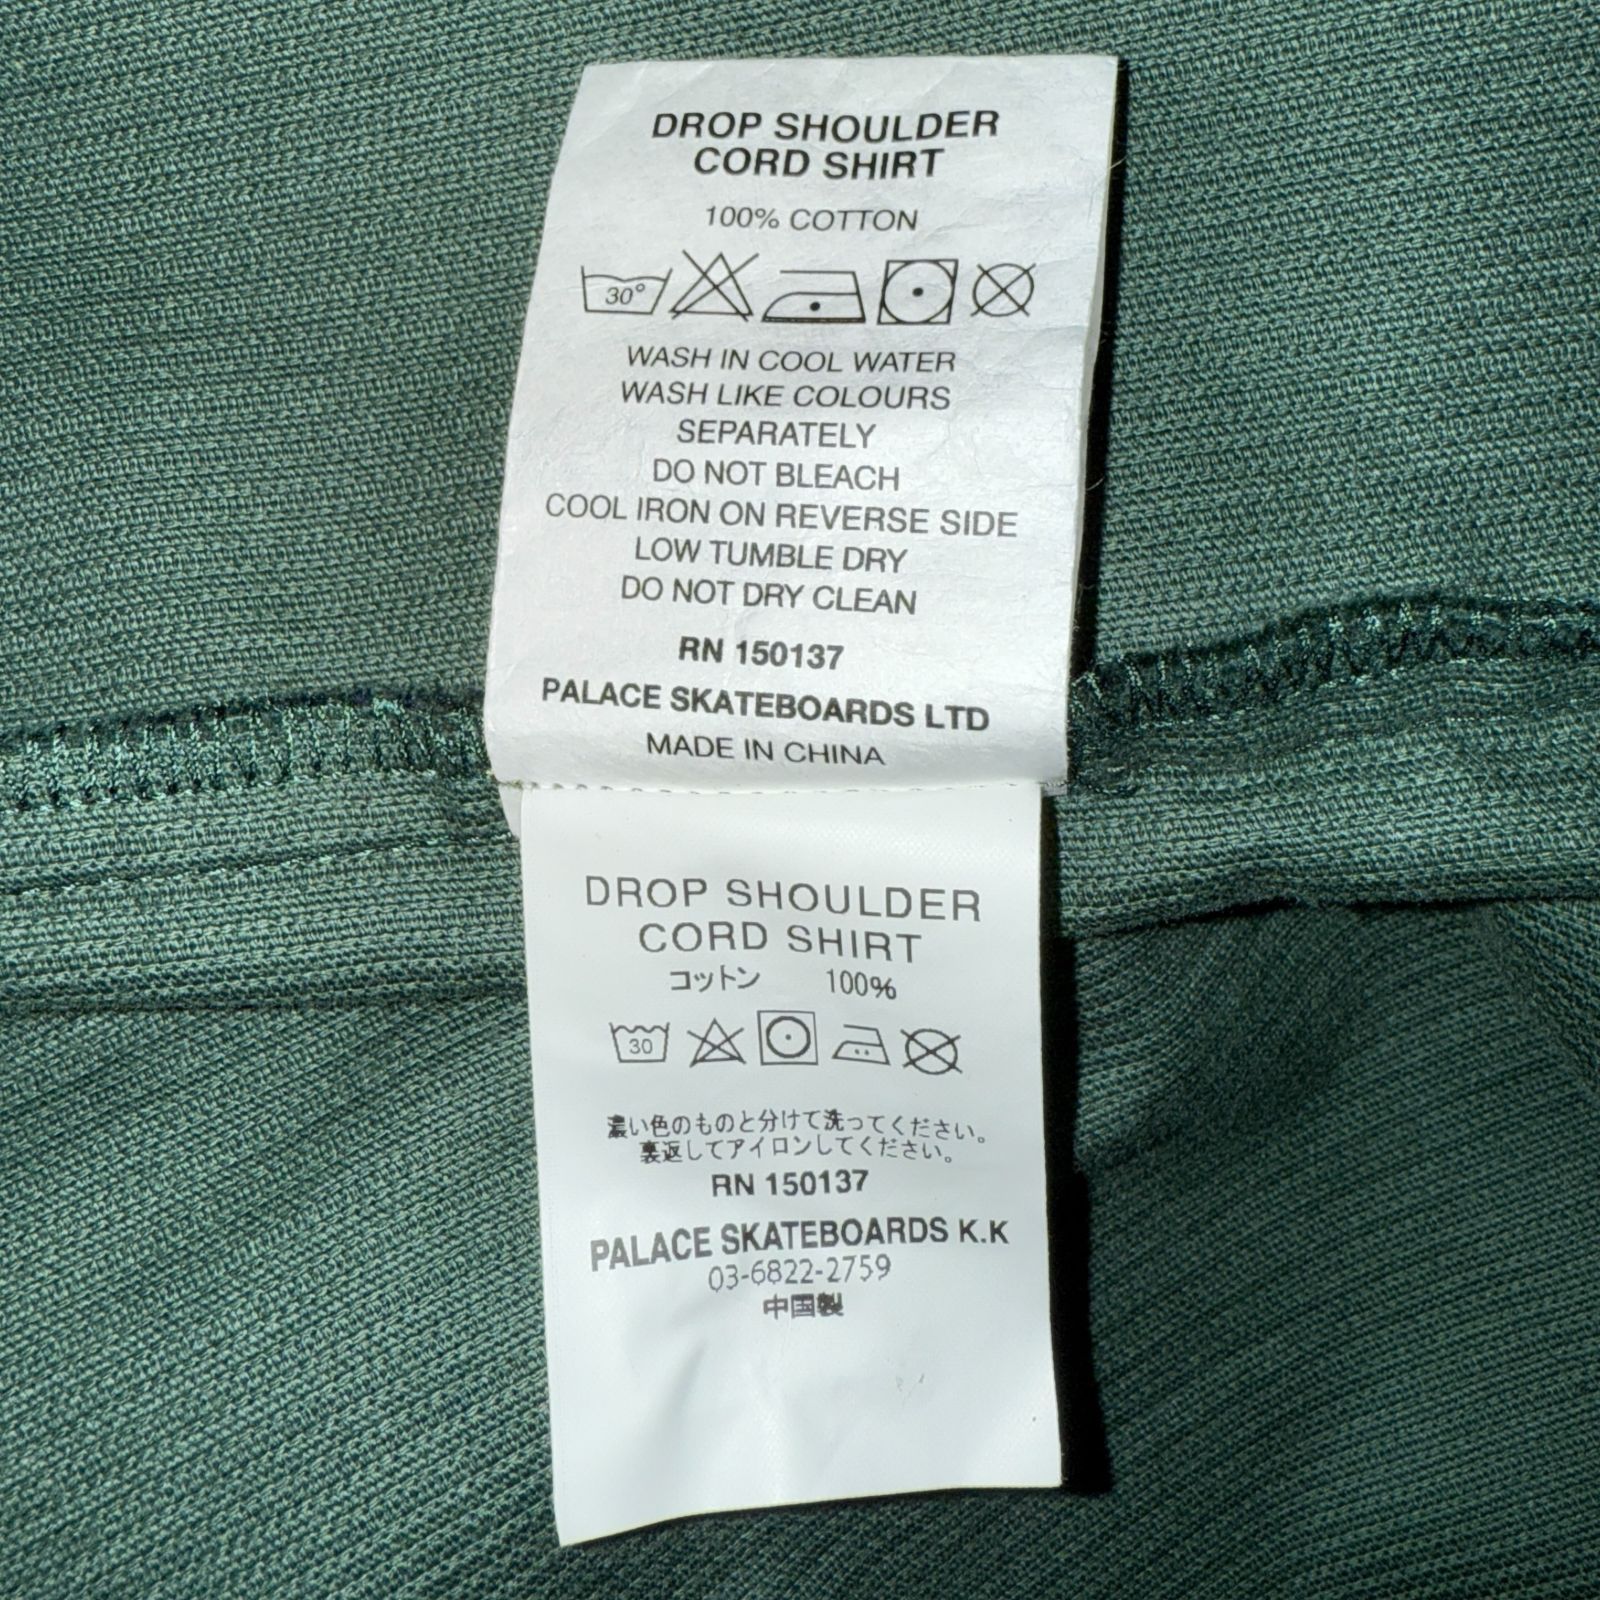 DROP SHOULDER
CORD SHIRT
100% COTTON
30°
WASH IN COOL WATER
WASH LIKE COLOURS
SEPARATELY
DO NOT BLEACH
COOL IRON ON REVERSE SIDE
LOW TUMBLE DRY
DO NOT DRY CLEAN
RN 150137
PALACE SKATEBOARDS LTD
MADE IN CHINA
DROP SHOULDER
CORD SHIRT
コットン 100%
30
濃い色のものと分けて洗ってください。
裏返してアイロンしてください。
RN 150137
PALACE SKATEBOARDS K.K
03-6822-2759
中国製